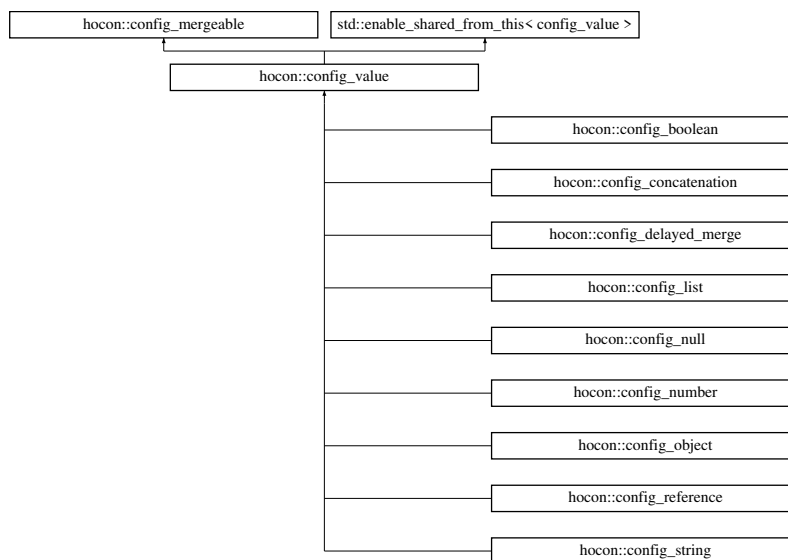 hocon::config_mergeable
std::enable_shared_from_this< config_value >
hocon::config_value
hocon::config_boolean
hocon::config_concatenation
hocon::config_delayed_merge
hocon::config_list
hocon::config_null
hocon::config_number
hocon::config_object
hocon::config_reference
hocon::config_string